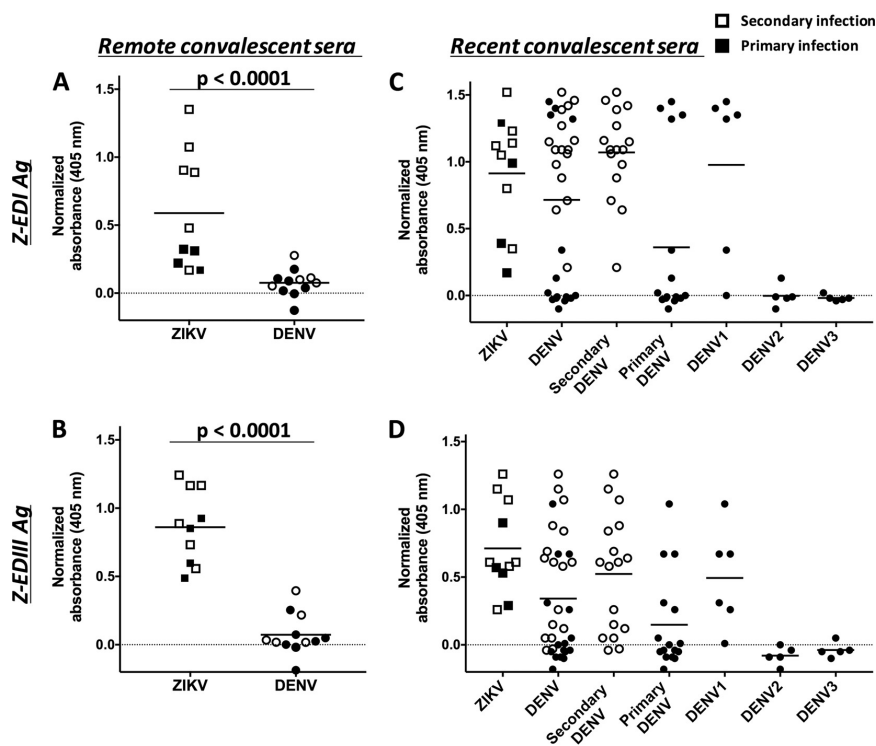 Secondary infection
Primary infection
Remote convalescent sera
Recent convalescent sera
A
p < 0.0001
Z-EDI Ag
Normalized
absorbance (405 nm)
1.5
1.0
0.5
0.0
ZIKV
DENV
C
Normalized
absorbance (405 nm)
1.5
1.0
0.5
0.0
ZIKV
DENV
Secondary
DENV
Primary
DENV
DENV1
DENV2
DENV3
B
p < 0.0001
Z-EDIII Ag
Normalized
absorbance (405 nm)
1.5
1.0
0.5
0.0
ZIKV
DENV
D
Normalized
absorbance (405 nm)
1.5
1.0
0.5
0.0
ZIKV
DENV
Secondary
DENV
Primary
DENV
DENV1
DENV2
DENV3